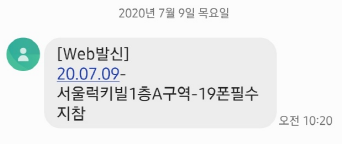 2020년 7월 9일 목요일
[Web발신]
20.07.09-
서울럭키빌1층A구역-19폰필수
지참
오전 10:20